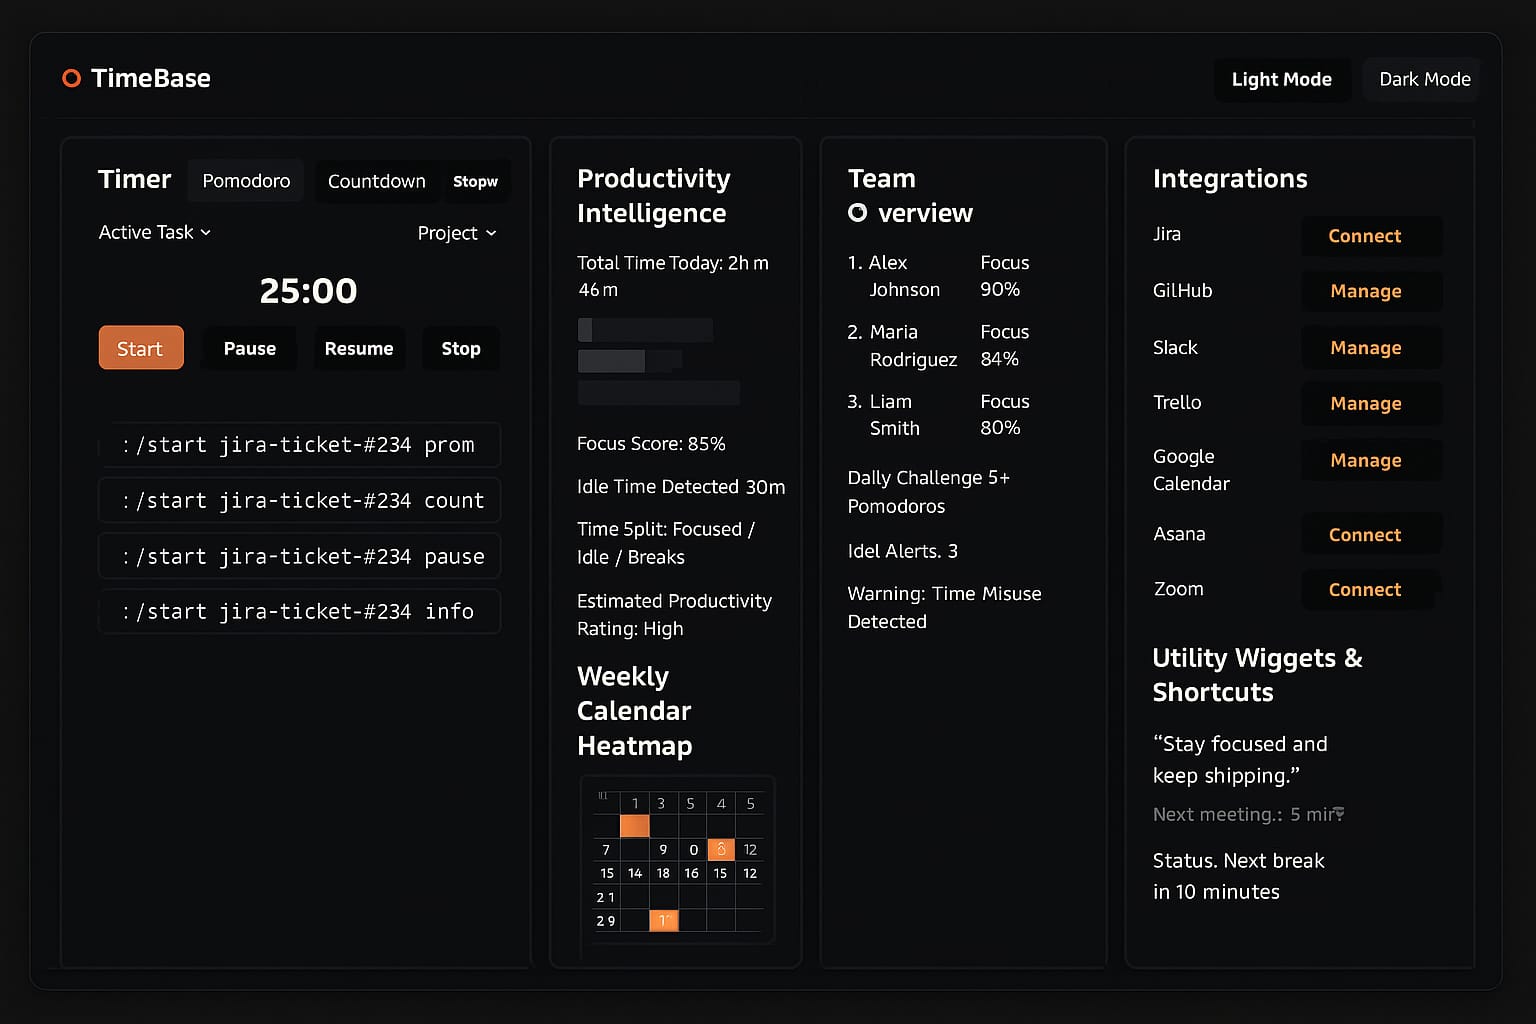 TimeBase
Light Mode
Dark Mode
Timer
Pomodoro
Countdown
Stopw
Active Task
Project
25:00
Start
Pause
Resume
Stop
:/start jira-ticket-#234 prom
:/start jira-ticket-#234 count
:/start jira-ticket-#234 pause
:/start jira-ticket-#234 info
Productivity
Intelligence
Total Time Today: 2h m
46 m
Focus Score: 85%
Idle Time Detected 30m
Time 5plit: Focused /
Idle / Breaks
Estimated Productivity
Rating: High
Weekly
Calendar
Heatmap
1 3 5 4 5
7 9 0 12
15 14 18 16 15 12
2 1
2 9
Team
O verview
1. Alex Focus
Johnson 90%
2. Maria Focus
Rodriguez 84%
3. Liam Focus
Smith 80%
Dally Challenge 5+
Pomodoros
Idel Alerts. 3
Warning: Time Misuse
Detected
Integrations
Jira Connect
GilHub Manage
Slack Manage
Trello Manage
Google Manage
Calendar
Asana Connect
Zoom Connect
Utility Wiggets &
Shortcuts
“Stay focused and
keep shipping.”
Next meeting.: 5
Status. Next break
in 10 minutes